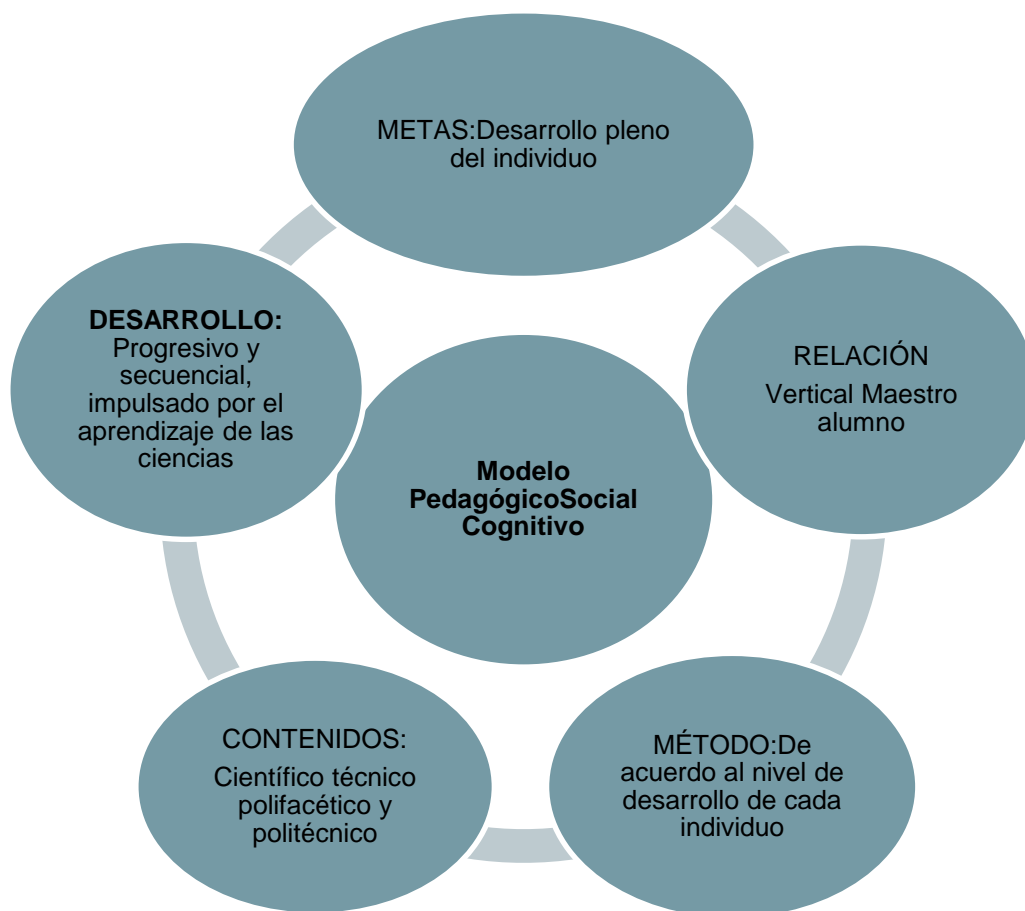 METAS:Desarrollo pleno
del individuo
RELACIÓN
Vertical Maestro
alumno
MÉTODO:De
acuerdo al nivel de
desarrollo de cada
individuo
CONTENIDOS:
Científico técnico
polifacético y
politécnico
DESARROLLO:
Progresivo y
secuencial,
impulsado por el
aprendizaje de las
ciencias
Modelo
PedagógicoSocial
Cognitivo